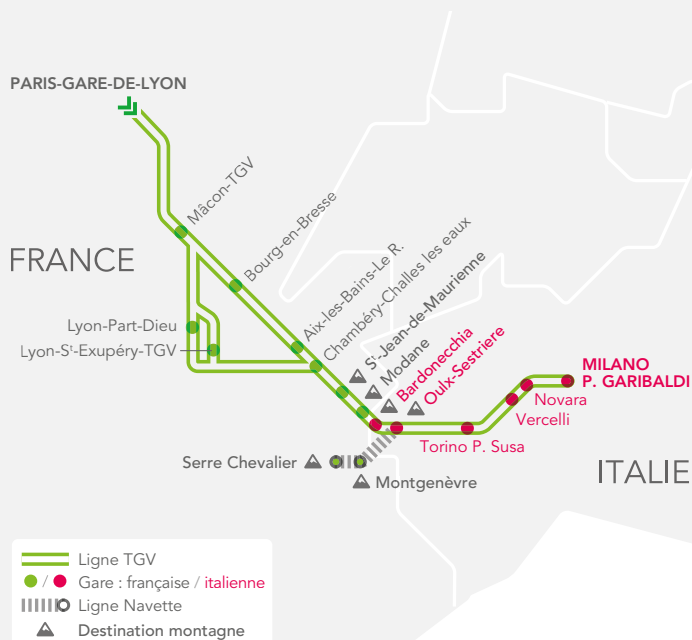 PARIS-GARE-DE-LYON
Mâcon-TGV
Bourg-en-Bresse
FRANCE
Aix-les-Bains-Le R.
Chambéry-Challes les eaux
Lyon-Part-Dieu
Lyon-Sᵗ-Exupéry-TGV
Sᵗ-Jean-de-Maurienne
Modane
Bardonecchia
Oulx-Sestriere
MILANO
P. GARIBALDI
Novara
Vercelli
Torino P. Susa
Serre Chevalier
Montgenèvre
ITALIE
Ligne TGV
/ Gare : française / italienne
Ligne Navette
Destination montagne